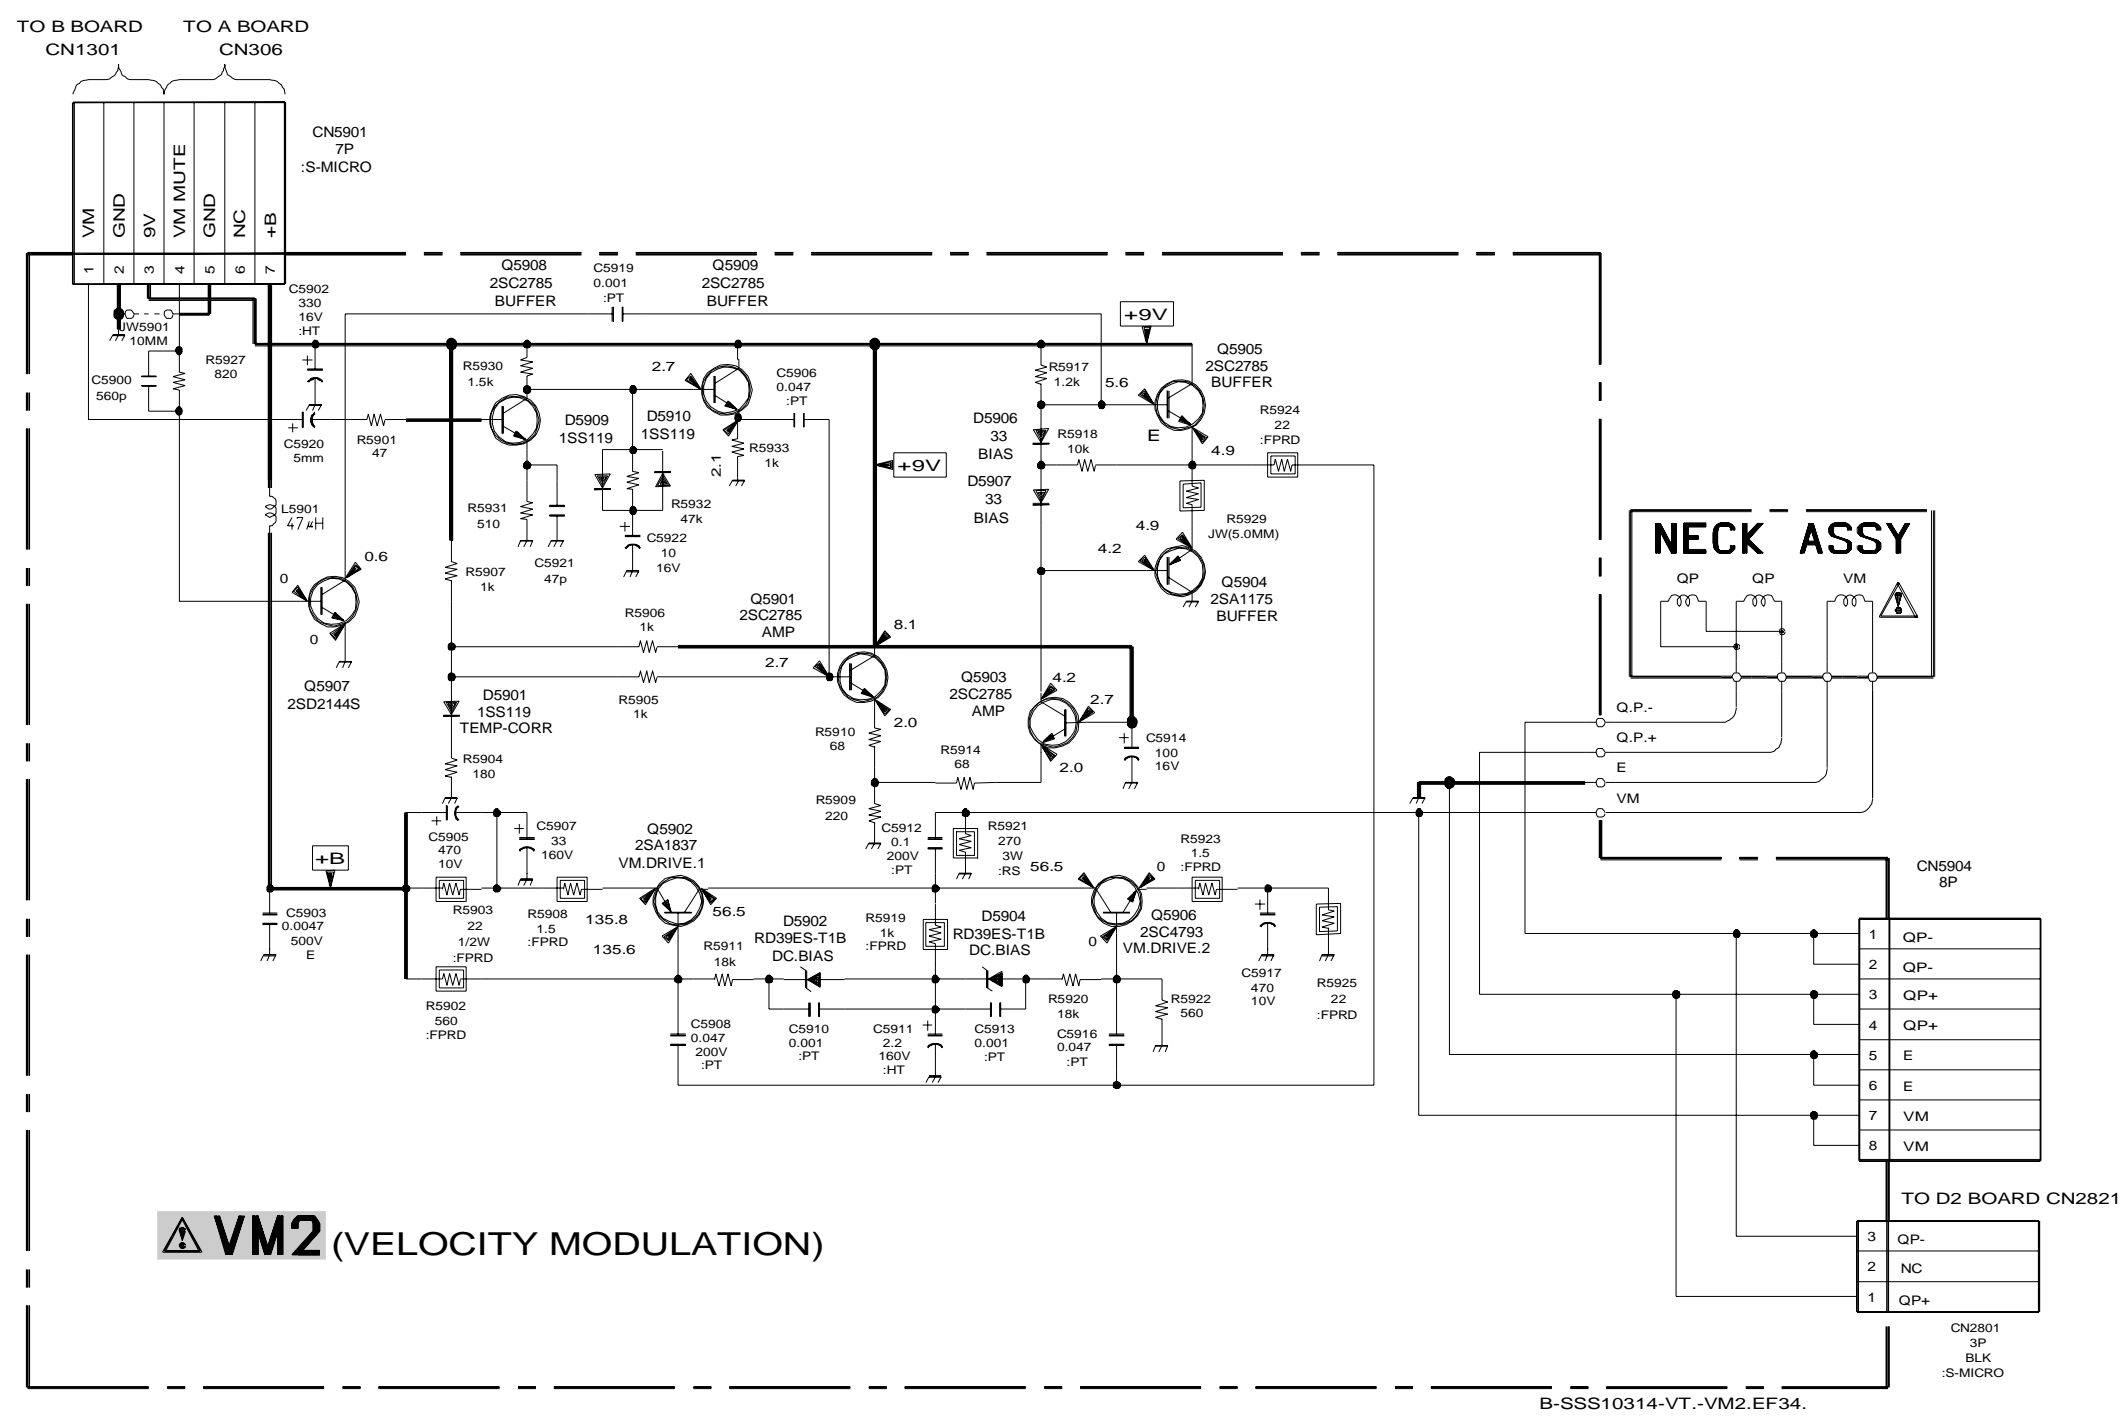 TO B BOARD
CN1301
TO A BOARD
CN306
VM
GND
9V
VM MUTE
GND
NC
+B
1
2
3
4
5
6
7
CN5901
7P
:S-MICRO
JW5901
10MM
C5902
330
16V
:HT
Q5908
2SC2785
BUFFER
C5919
0.001
:PT
Q5909
2SC2785
BUFFER
+9V
C5900
560p
R5927
820
R5930
1.5k
2.7
C5906
0.047
:PT
R5917
1.2k
5.6
Q5905
2SC2785
BUFFER
+
C5920
5mm
R5901
47
D5909
1SS119
D5910
1SS119
R5933
1k
2.1
+9V
D5906
33
BIAS
R5918
10k
E
4.9
R5924
22
:FPRD
D5907
33
BIAS
L5901
47μH
R5931
510
C5921
47p
R5932
47k
+
C5922
10
16V
R5929
JW(5.0MM)
4.9
4.2
Q5904
2SA1175
BUFFER
0
0.6
0
Q5907
2SD2144S
R5907
1k
R5906
1k
R5905
1k
Q5901
2SC2785
AMP
2.7
8.1
2.0
Q5903
2SC2785
AMP
4.2
2.7
2.0
D5901
1SS119
TEMP-CORR
R5904
180
R5910
68
R5914
68
R5909
220
+
C5914
100
16V
NECK ASSY
QP
QP
VM
Q.P.-
Q.P.+
E
VM
+B
C5903
0.0047
500V
E
+
C5905
470
10V
+
C5907
33
160V
Q5902
2SA1837
VM.DRIVE.1
C5912
0.1
200V
:PT
R5921
270
3W
:RS
56.5
0
R5923
1.5
:FPRD
R5903
22
1/2W
:FPRD
R5908
1.5
:FPRD
135.8
135.6
56.5
R5911
18k
D5902
RD39ES-T1B
DC.BIAS
R5919
1k
:FPRD
D5904
RD39ES-T1B
DC.BIAS
0
Q5906
2SC4793
VM.DRIVE.2
+
C5917
470
10V
R5925
22
:FPRD
R5902
560
:FPRD
C5908
0.047
200V
:PT
C5910
0.001
:PT
C5911
2.2
160V
:HT
+
C5913
0.001
:PT
R5920
18k
C5916
0.047
:PT
R5922
560
CN5904
8P
1 QP-
2 QP-
3 QP+
4 QP+
5 E
6 E
7 VM
8 VM
TO D2 BOARD CN2821
3 QP-
2 NC
1 QP+
CN2801
3P
BLK
:S-MICRO
VM2 (VELOCITY MODULATION)
B-SSS10314-VT.-VM2.EF34.